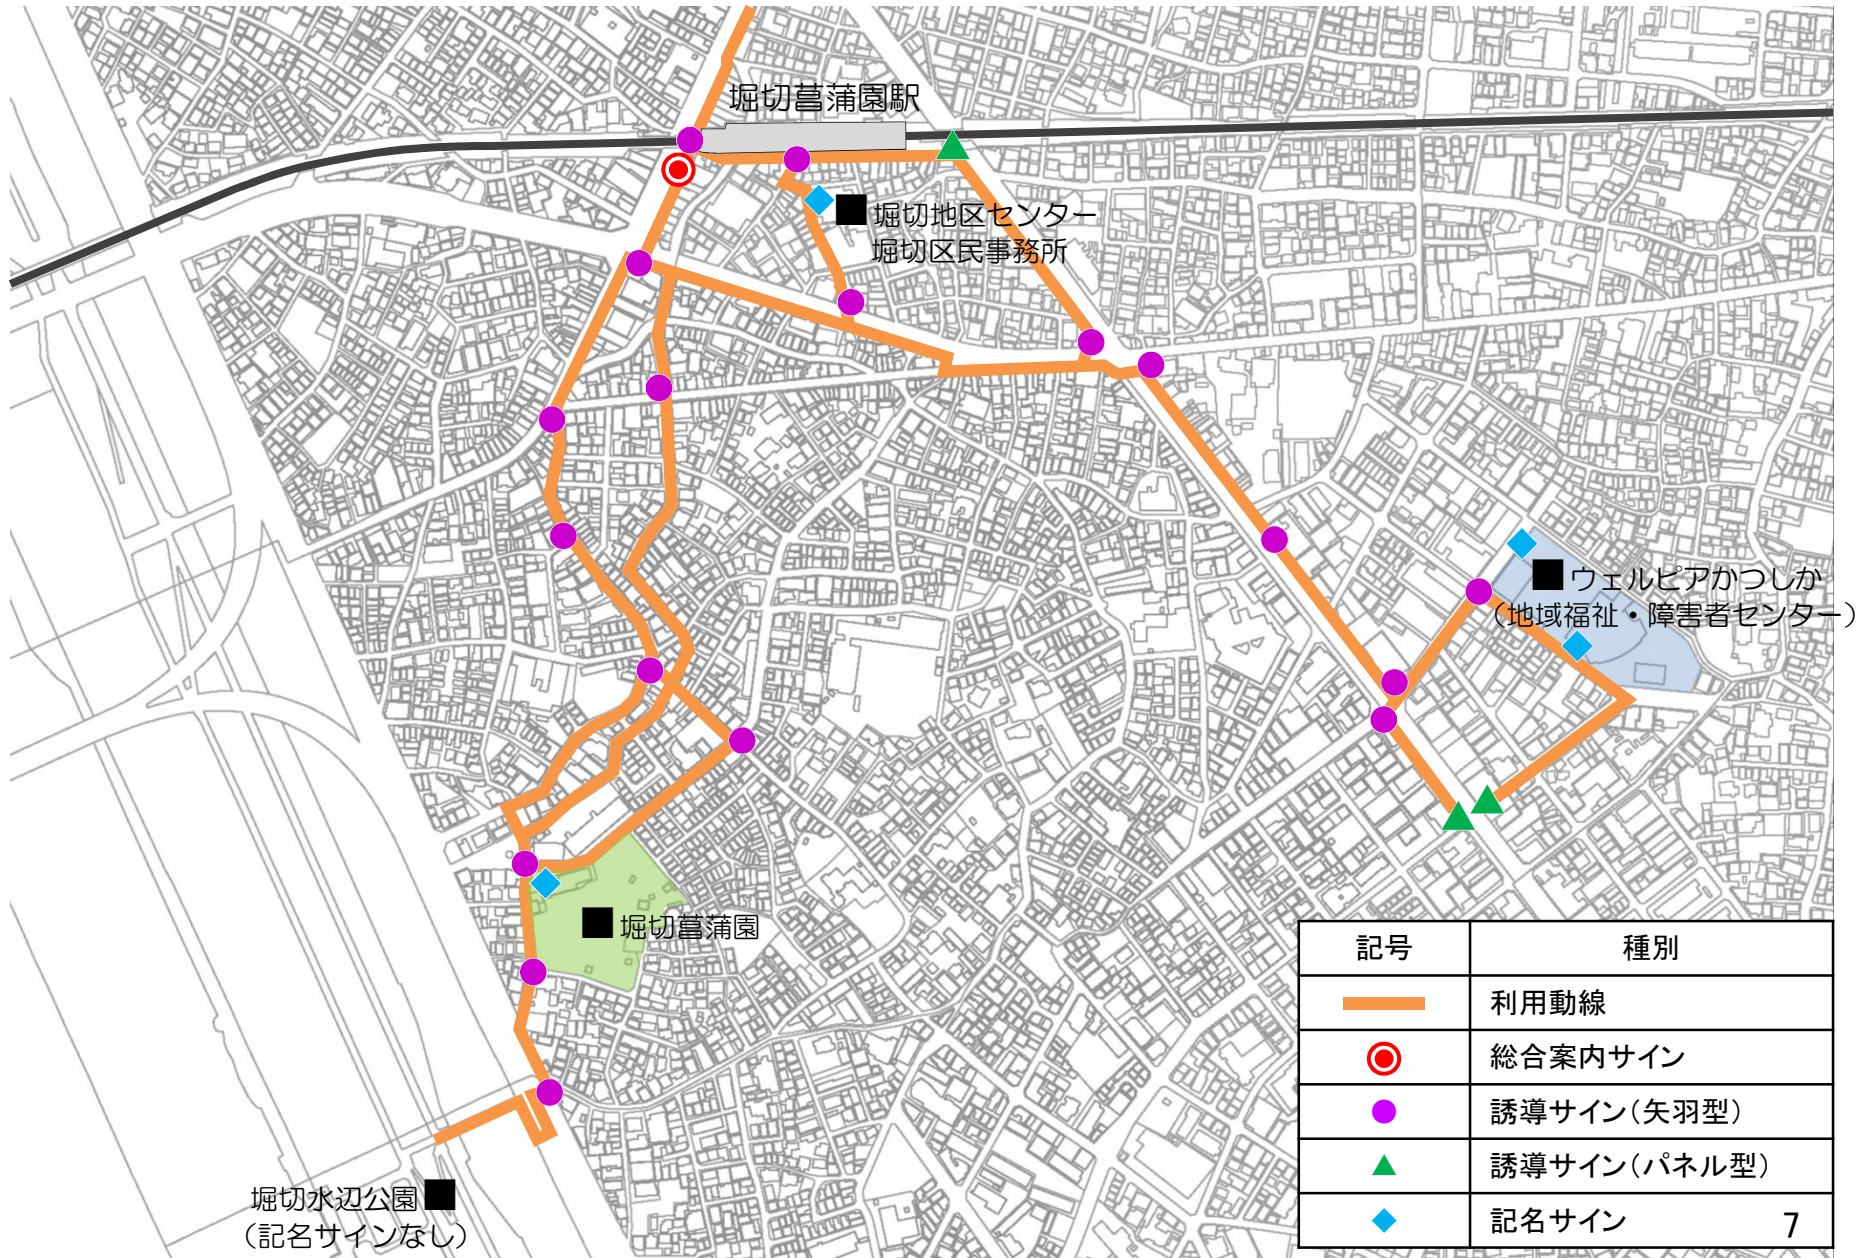 堀切菖蒲園駅
堀切地区センター
堀切区民事務所
ウェルピアかつしか
（地域福祉・障害者センター）
堀切菖蒲園
堀切水辺公園
（記名サインなし）
記号 種別
利用動線
総合案内サイン
誘導サイン（矢羽型）
誘導サイン（パネル型）
記名サイン
7